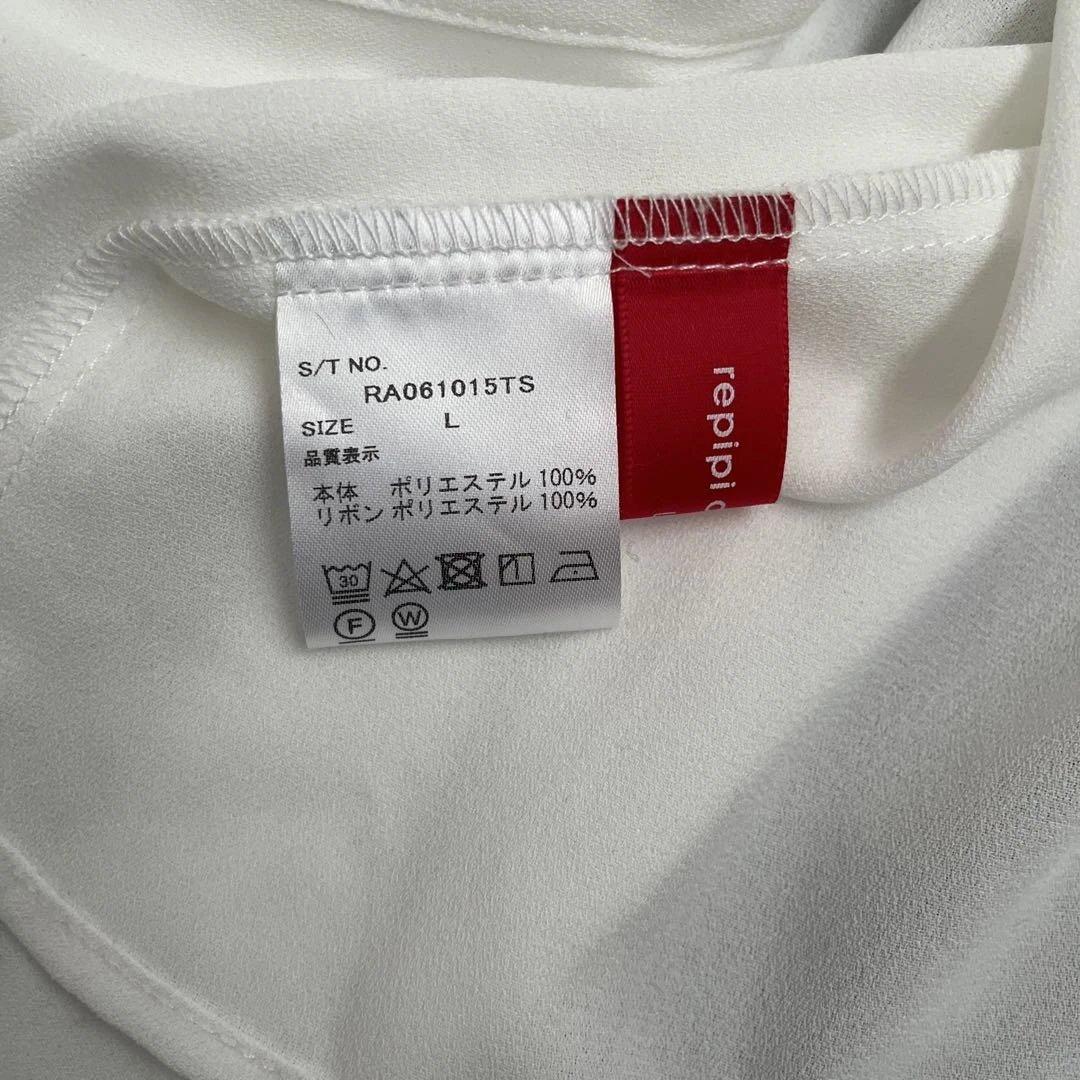 S/T NO.
RA061015TS
SIZE L
品質表示
本体 ポリエステル 100%
リボン ポリエステル 100%
30
F W
repipi